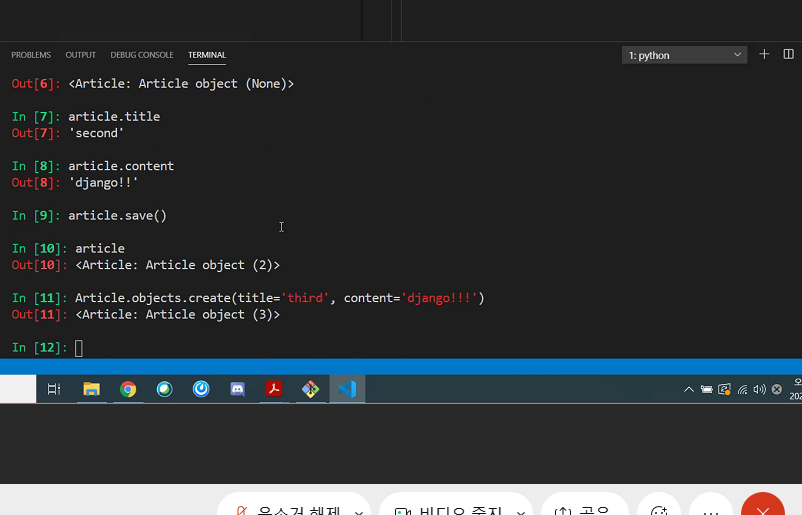 PROBLEMS OUTPUT DEBUG CONSOLE TERMINAL 1: python
Out[6]: <Article: Article object (None)>
In [7]: article.title
Out[7]: 'second'
In [8]: article.content
Out[8]: 'django!!'
In [9]: article.save()
In [10]: article
Out[10]: <Article: Article object (2)>
In [11]: Article.objects.create(title='third', content='django!!!')
Out[11]: <Article: Article object (3)>
In [12]:
음소거 해제 비디오 중지 공유